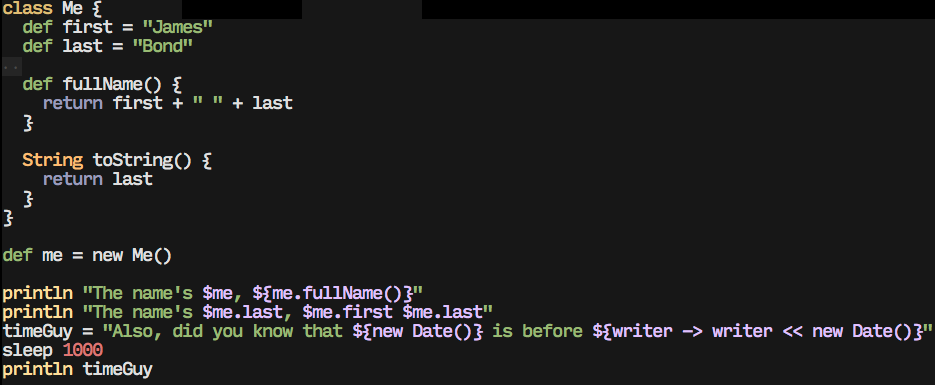 class Me {
  def first = "James"
  def last = "Bond"

  def fullName() {
    return first + " " + last
  }

  String toString() {
    return last
  }
}

def me = new Me()

println "The name's $me, ${me.fullName()}"
println "The name's $me.last, $me.first $me.last"
timeGuy = "Also, did you know that ${new Date()} is before ${writer -> writer << new Date()}"
sleep 1000
println timeGuy